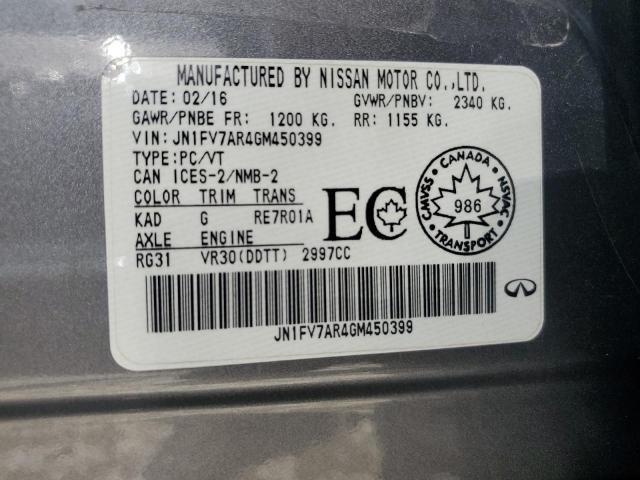 MANUFACTURED BY NISSAN MOTOR CO.,LTD.
DATE: 02/16 GVWR/PNBV: 2340 KG.
GAWR/PNBE FR: 1200 KG. RR: 1155 KG.
VIN: JN1FV7AR4GM450399
TYPE:PC/VT
CAN ICES-2/NMB-2
COLOR TRIM TRANS
KAD G RE7R01A
AXLE ENGINE
RG31 VR30(DDTT) 2997CC
EC
CANADA
CMVSS NSVAC
986
TRANSPORT
JN1FV7AR4GM450399